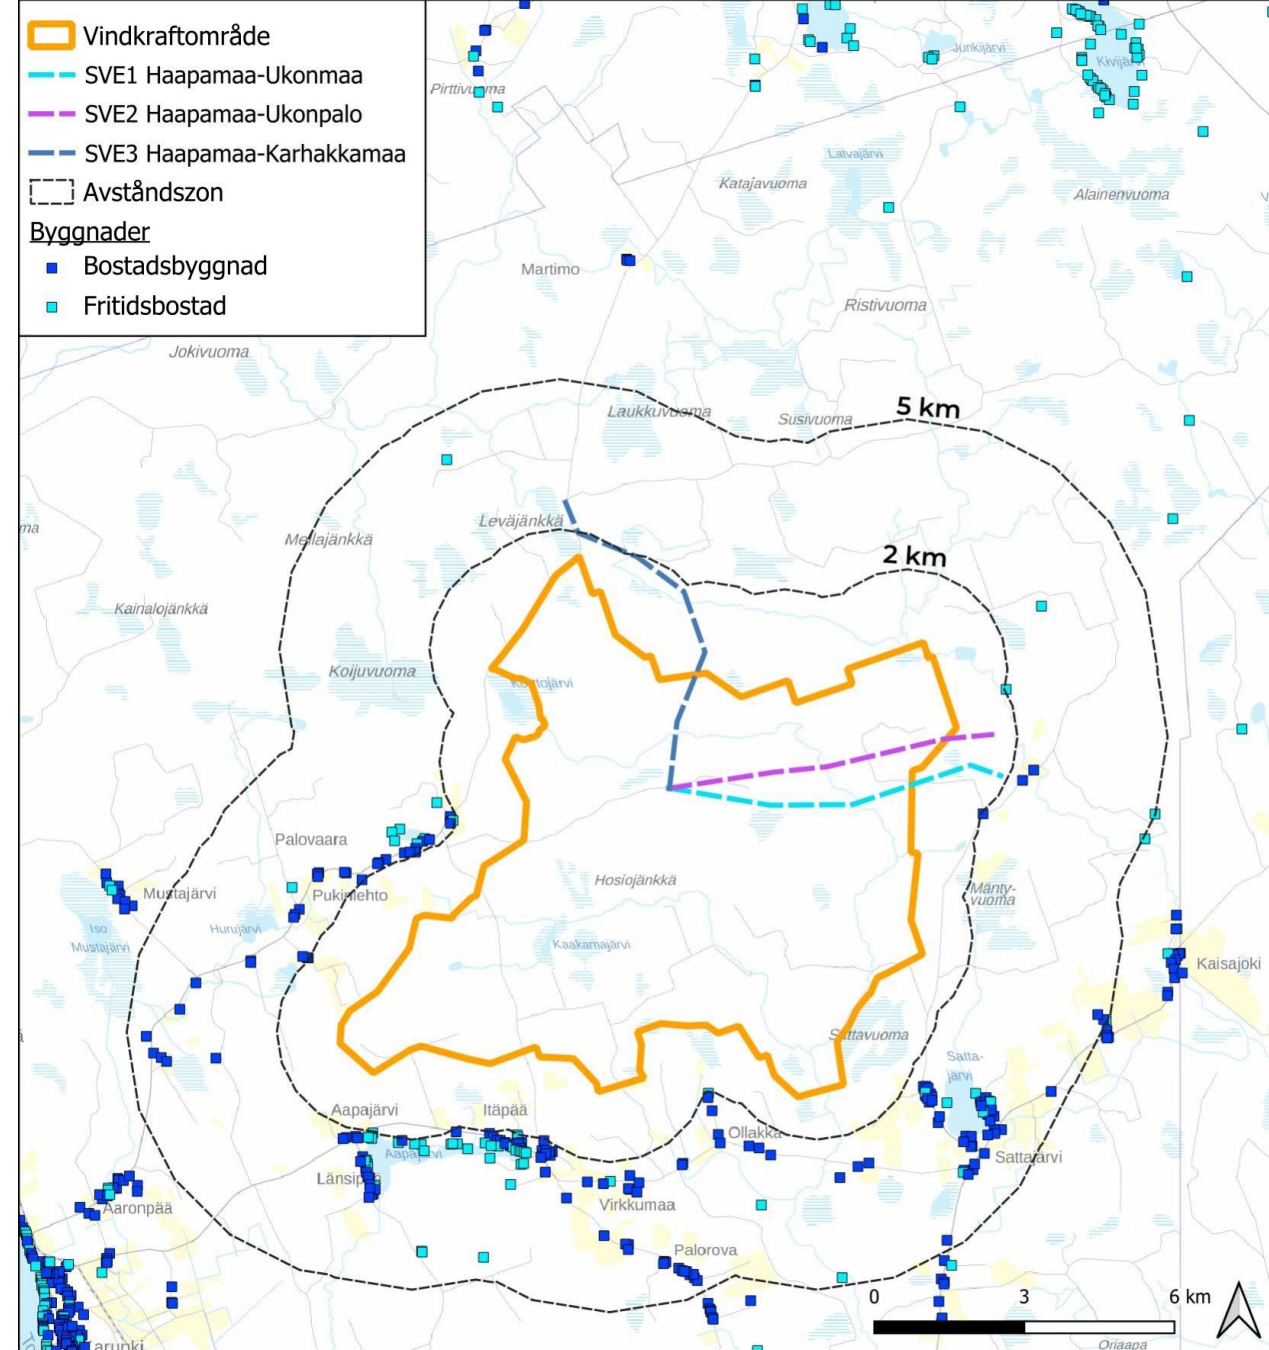 Vindkraftområde
SVE1 Haapamaa-Ukonmaa
SVE2 Haapamaa-Ukonpalo
SVE3 Haapamaa-Karhakkamaa
Avståndszon
Byggnader
Bostadsbyggnad
Fritidsbostad
Junkijärvi
Kivijärvi
Pirttivuoma
Latvajärvi
Katajavuoma
Alainenvuoma
Martimo
Ristivuoma
Jokivuoma
5 km
Laukkuvuoma
Susivuoma
Leväjänkkä
Mellajänkkä
2 km
Kainalojänkkä
Koijuvuoma
Palovaara
Hosiojänkkä
Mustajärvi
Pukinlehto
Mänty-
vuoma
Iso
Mustajärvi
Hurujärvi
Kaakamajärvi
Kaisajoki
Sattavuoma
Satta-
järvi
Aapajärvi
Itäpää
Ollakka
Aapajärvi
Sattajärvi
Länsipää
Virkkumaa
Aaronpää
Palorova
0 3 6 km
Oriaapa